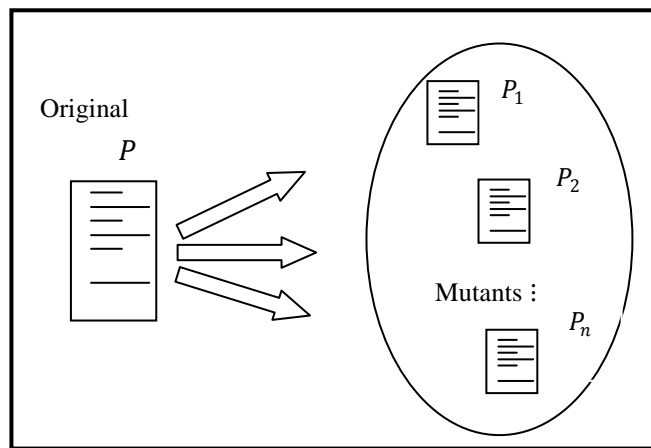 Original
P
P₁
P₂
Mutants ⋮
Pₙ